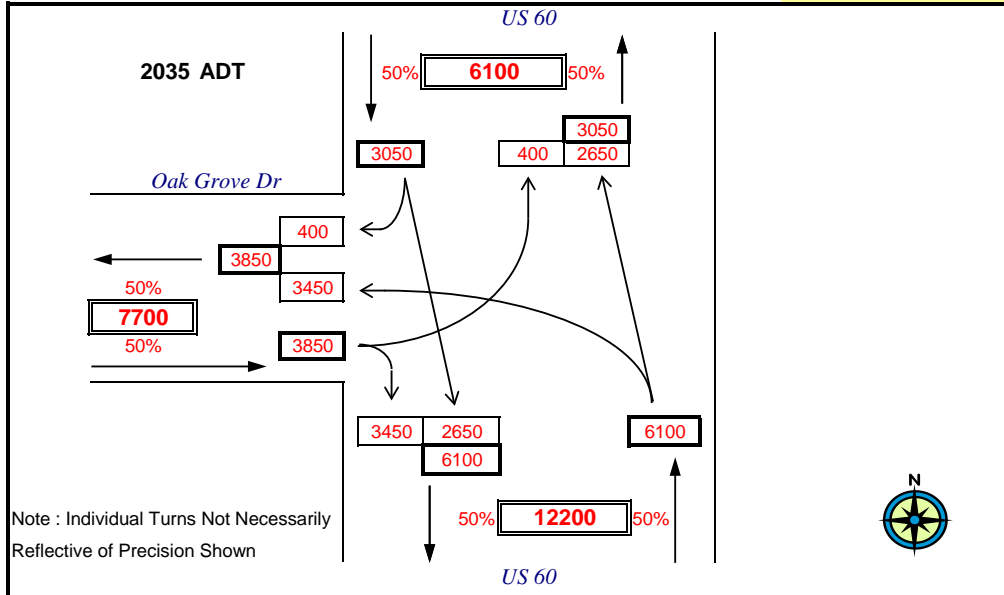 US 60
2035 ADT
50% 6100 50%
3050
3050
400 2650
Oak Grove Dr
400
3850
3450
50%
7700
50%
3850
3450 2650
6100
6100
N
Note : Individual Turns Not Necessarily
Reflective of Precision Shown
50% 12200 50%
US 60